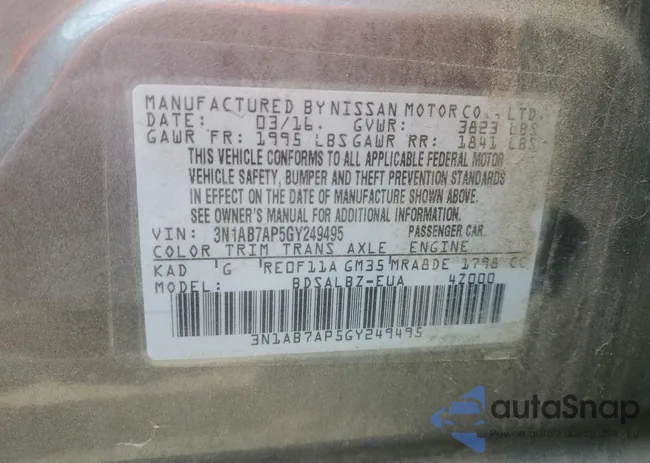 MANUFACTURED BY NISSAN MOTOR CO., LTD.
DATE: 03/16. GVWR: 3823 LBS
GAWR FR: 1995 LBS GAWR RR: 1841 LBS
THIS VEHICLE CONFORMS TO ALL APPLICABLE FEDERAL MOTOR
VEHICLE SAFETY, BUMPER AND THEFT PREVENTION STANDARDS
IN EFFECT ON THE DATE OF MANUFACTURE SHOWN ABOVE.
SEE OWNER'S MANUAL FOR ADDITIONAL INFORMATION
VIN: 3N1AB7AP5GY249495 PASSENGER CAR.
COLOR TRIM TRANS AXLE ENGINE
KAD G RE0F11A GM35 MRA8DE 1798 CC
MODEL: BDSALBZ-EUA 4Z000
3N1AB7AP5GY249495
autaSnap